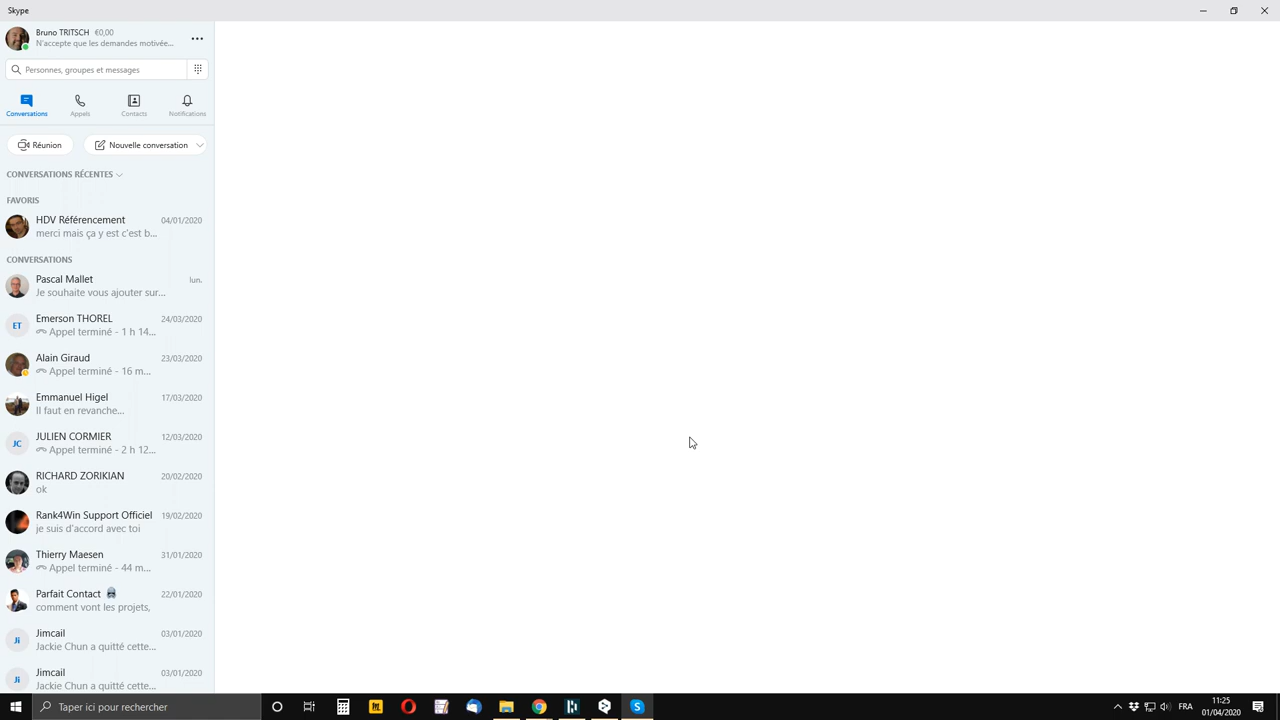 Skype
Bruno TRITSCH €0,00
N'accepte que les demandes motivée...
Personnes, groupes et messages
Conversations Appels Contacts Notifications
Réunion Nouvelle conversation
CONVERSATIONS RÉCENTES
FAVORIS
HDV Référencement 04/01/2020
merci mais ça y est c'est b...
CONVERSATIONS
Pascal Mallet lun.
Je souhaite vous ajouter sur...
ET Emerson THOREL 24/03/2020
Appel terminé - 1 h 14...
Alain Giraud 23/03/2020
Appel terminé - 16 m...
Emmanuel Higel 17/03/2020
Il faut en revanche...
JC JULIEN CORMIER 12/03/2020
Appel terminé - 2 h 12...
RICHARD ZORIKIAN 20/02/2020
ok
Rank4Win Support Officiel 19/02/2020
je suis d'accord avec toi
Thierry Maesen 31/01/2020
Appel terminé - 44 m...
Parfait Contact 22/01/2020
comment vont les projets,
Ji Jimcail 03/01/2020
Jackie Chun a quitté cette...
Ji Jimcail 03/01/2020
Jackie Chun a quitté cette...
Taper ici pour rechercher
FRA
11:25
01/04/2020